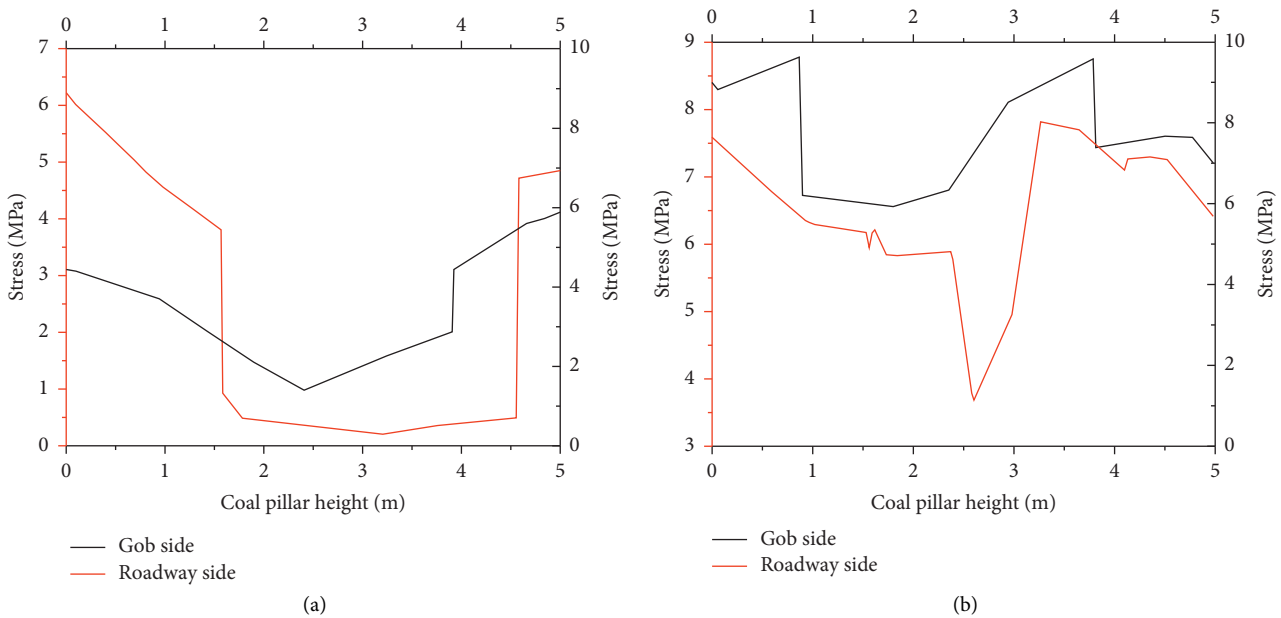 0 1 2 3 4 5
7 6 5 4 3 2 1 0
Stress (MPa)
10 8 6 4 2 0
Stress (MPa)
0 1 2 3 4 5
Coal pillar height (m)
Gob side
Roadway side
(a)
0 1 2 3 4 5
9 8 7 6 5 4 3
Stress (MPa)
10 8 6 4 2 0
Stress (MPa)
0 1 2 3 4 5
Coal pillar height (m)
Gob side
Roadway side
(b)